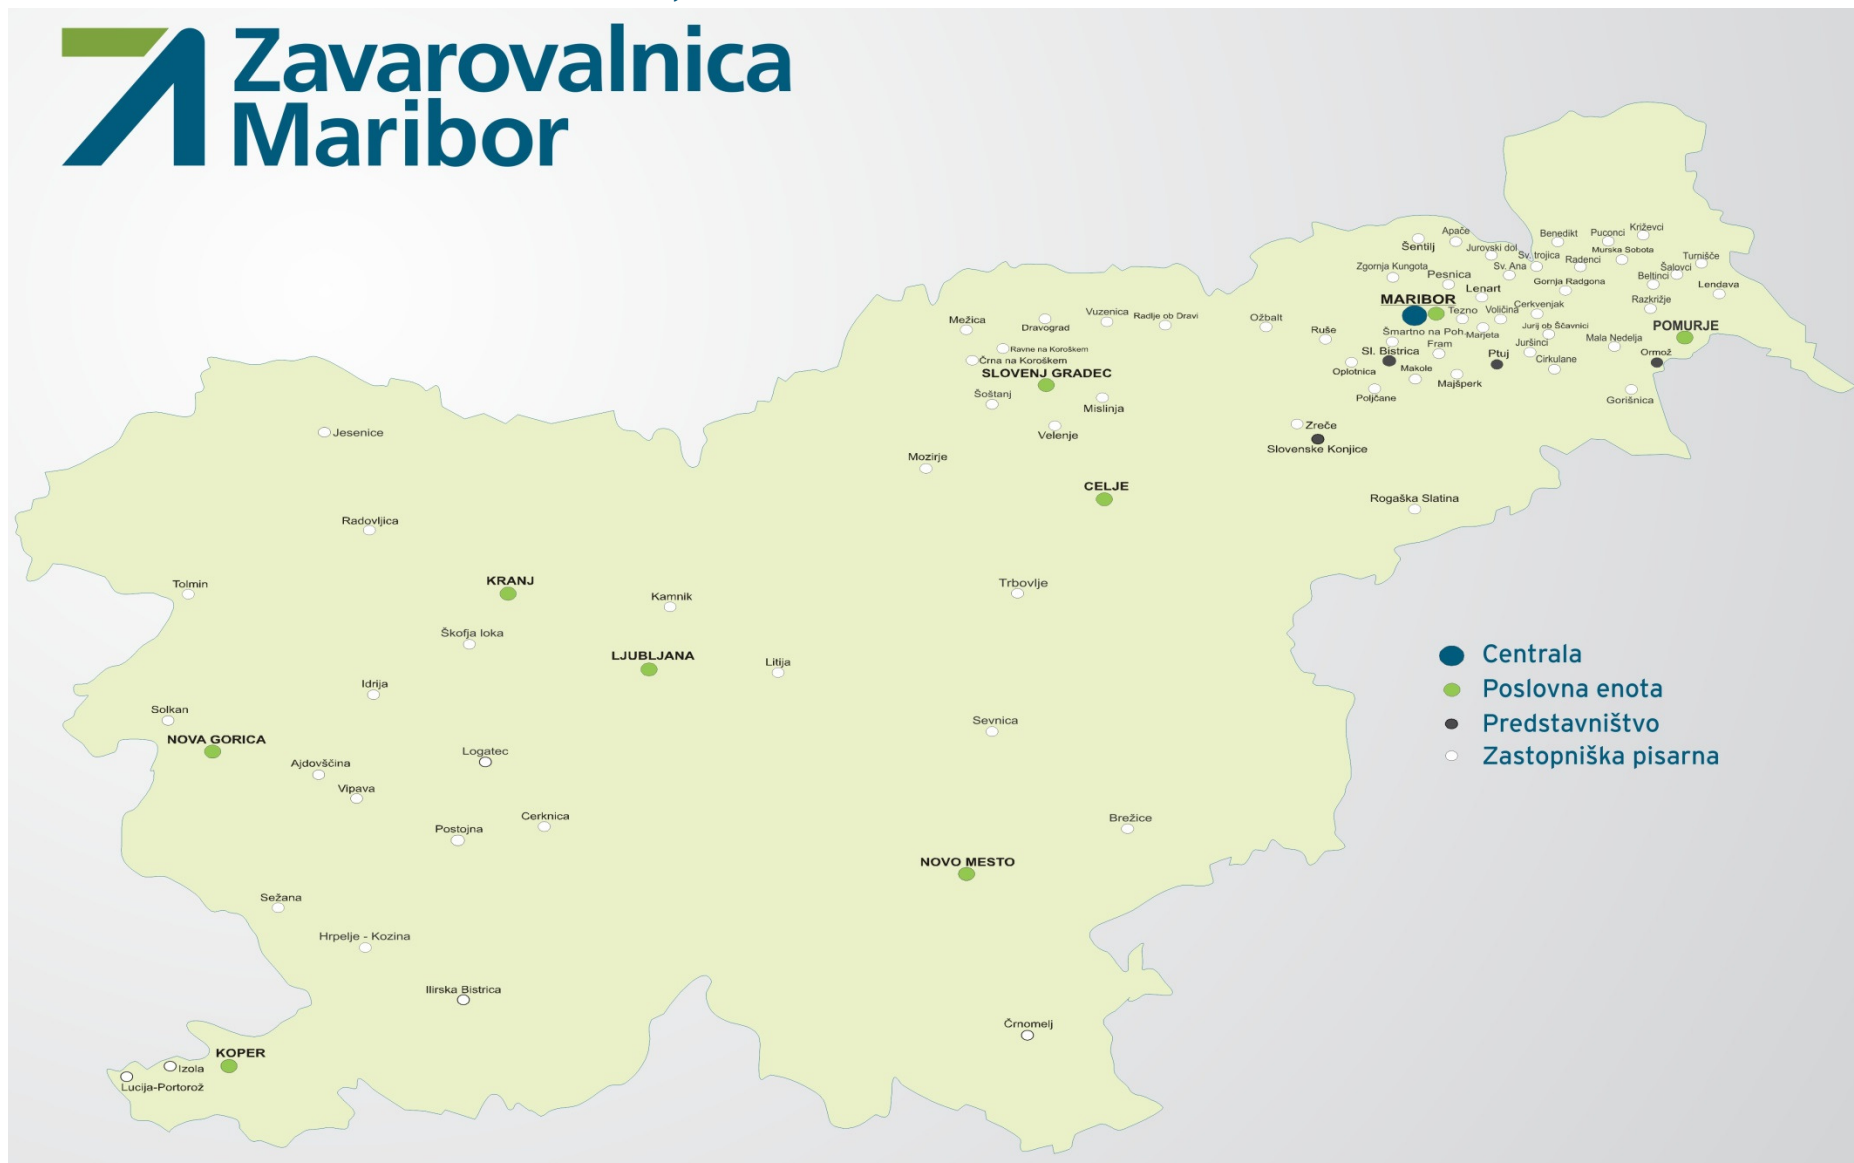 Zavarovalnica
Maribor
Apače
Benedikt
Puconci
Križevci
Šentilj
Jurovski dol
Sv. trojica
Murska Sobota
Turnišče
Zgornja Kungota
Pesnica
Sv. Ana
Radenci
Šalovci
Beltinci
Gornja Radgona
Lendava
Lenart
MARIBOR
Tezno
Voličina
Cerkvenjak
Razkrižje
Mežica
Dravograd
Vuzenica
Radlje ob Dravi
Ožbalt
Ruše
Šmartno na Poh.
Marjeta
Jurij ob Ščavnici
POMURJE
Mala Nedelja
Ravne na Koroškem
Črna na Koroškem
Sl. Bistrica
Fram
Ptuj
Juršinci
Cirkulane
Ormož
SLOVENJ GRADEC
Oplotnica
Makole
Majšperk
Šoštanj
Mislinja
Poljčane
Gorišnica
Jesenice
Velenje
Zreče
Slovenske Konjice
Mozirje
CELJE
Rogaška Slatina
Radovljica
Tolmin
KRANJ
Kamnik
Trbovlje
Škofja loka
LJUBLJANA
Litija
Centrala
Idrija
Poslovna enota
Solkan
Sevnica
Predstavništvo
NOVA GORICA
Logatec
Zastopniška pisarna
Ajdovščina
Vipava
Cerknica
Brežice
Postojna
NOVO MESTO
Sežana
Hrpelje - Kozina
Ilirska Bistrica
Črnomelj
KOPER
Izola
Lucija-Portorož